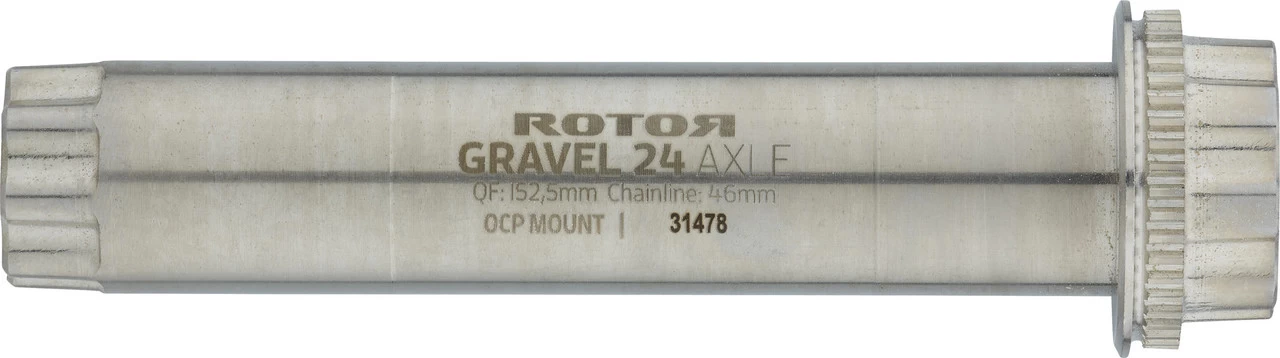 ROTOR
GRAVEL 24 AXLE
QF: 152,5mm Chainline: 46mm
OCP MOUNT | 31478